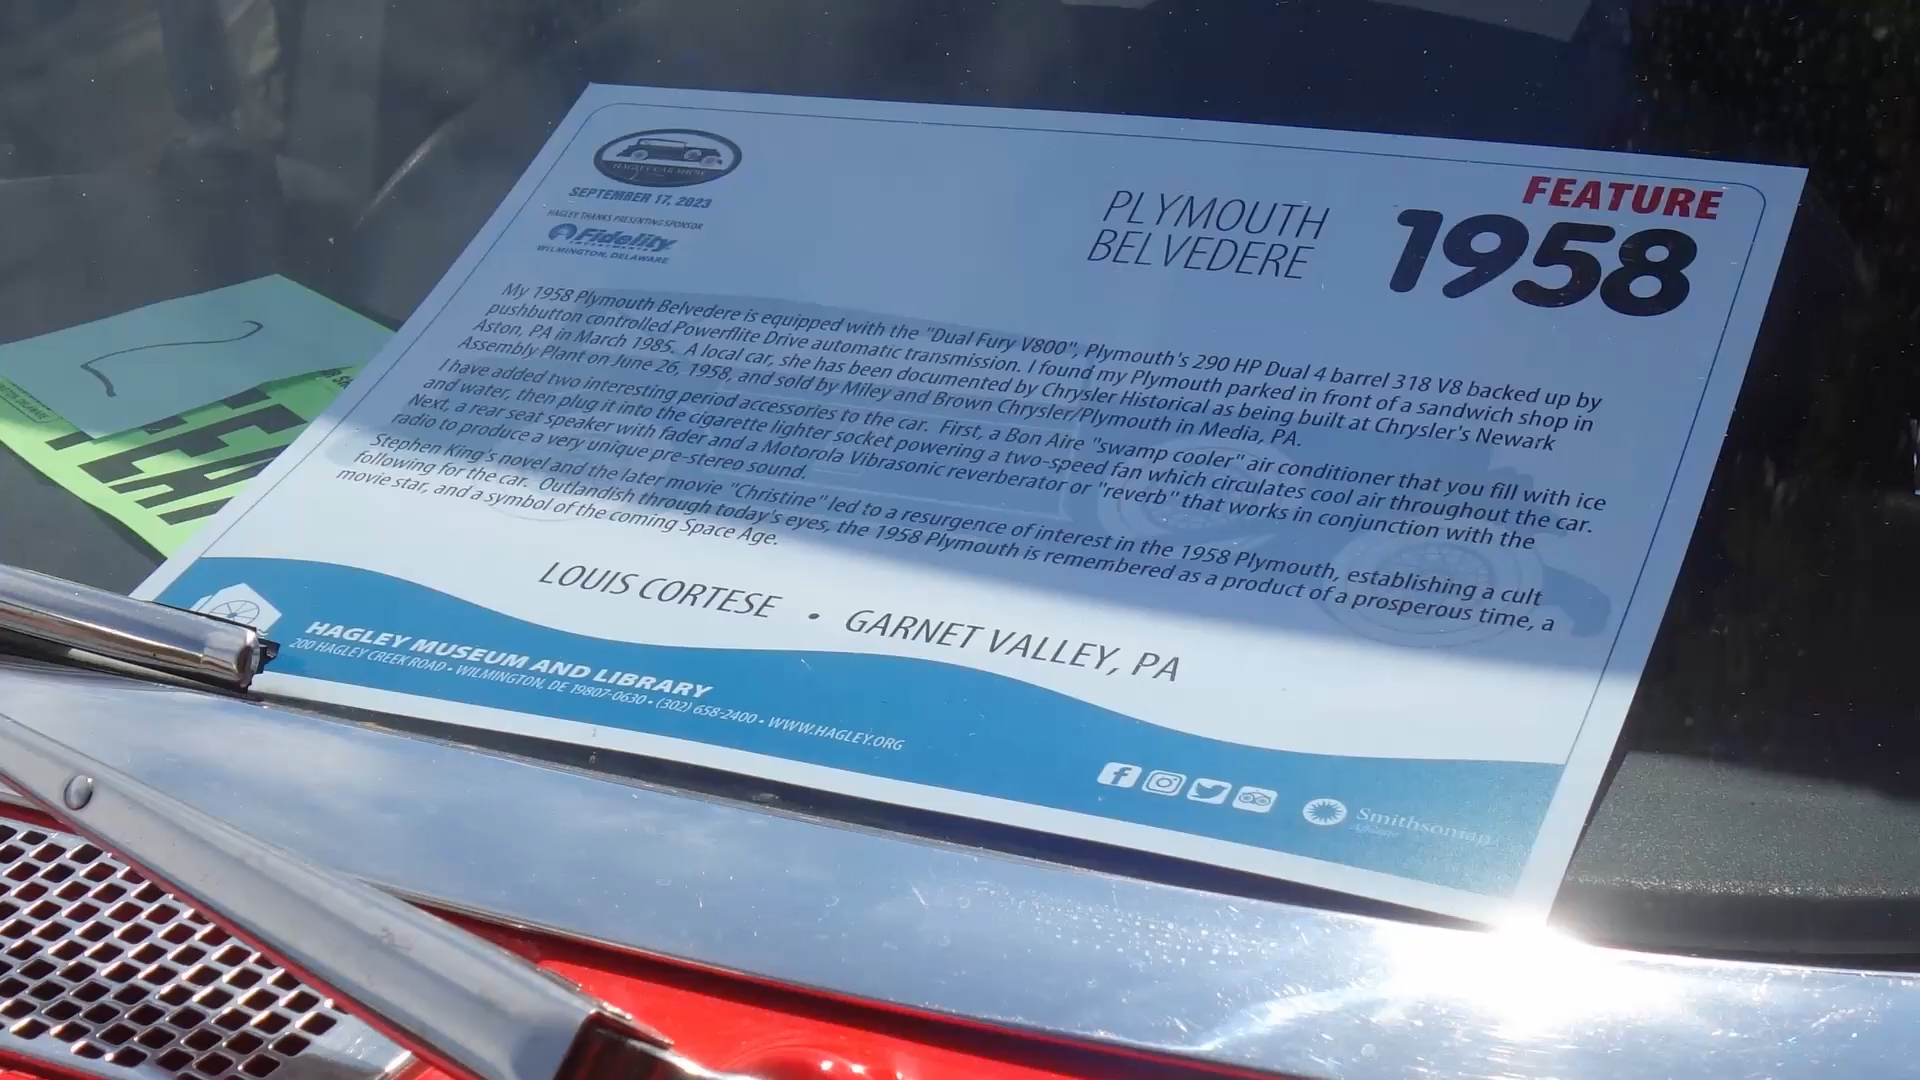 HAGLEY CAR SHOW
SEPTEMBER 17, 2023
HAGLEY THANKS PRESENTING SPONSOR
Fidelity
INVESTMENTS
WILMINGTON, DELAWARE
PLYMOUTH
BELVEDERE
FEATURE
1958
My 1958 Plymouth Belvedere is equipped with the "Dual Fury V800", Plymouth's 290 HP Dual 4 barrel 318 V8 backed up by
pushbutton controlled Powerflite Drive automatic transmission. I found my Plymouth parked in front of a sandwich shop in
Aston, PA in March 1985. A local car, she has been documented by Chrysler Historical as being built at Chrysler's Newark
Assembly Plant on June 26, 1958, and sold by Miley and Brown Chrysler/Plymouth in Media, PA.
I have added two interesting period accessories to the car. First, a Bon Aire "swamp cooler" air conditioner that you fill with ice
and water, then plug it into the cigarette lighter socket powering a two-speed fan which circulates cool air throughout the car.
Next, a rear seat speaker with fader and a Motorola Vibrasonic reverberator or "reverb" that works in conjunction with the
radio to produce a very unique pre-stereo sound.
Stephen King's novel and the later movie "Christine" led to a resurgence of interest in the 1958 Plymouth, establishing a cult
following for the car. Outlandish through today's eyes, the 1958 Plymouth is remembered as a product of a prosperous time, a
movie star, and a symbol of the coming Space Age.
LOUIS CORTESE • GARNET VALLEY, PA
HAGLEY MUSEUM AND LIBRARY
200 HAGLEY CREEK ROAD • WILMINGTON, DE 19807-0630 • (302) 658-2400 • WWW.HAGLEY.ORG
Smithsonian
Affiliate